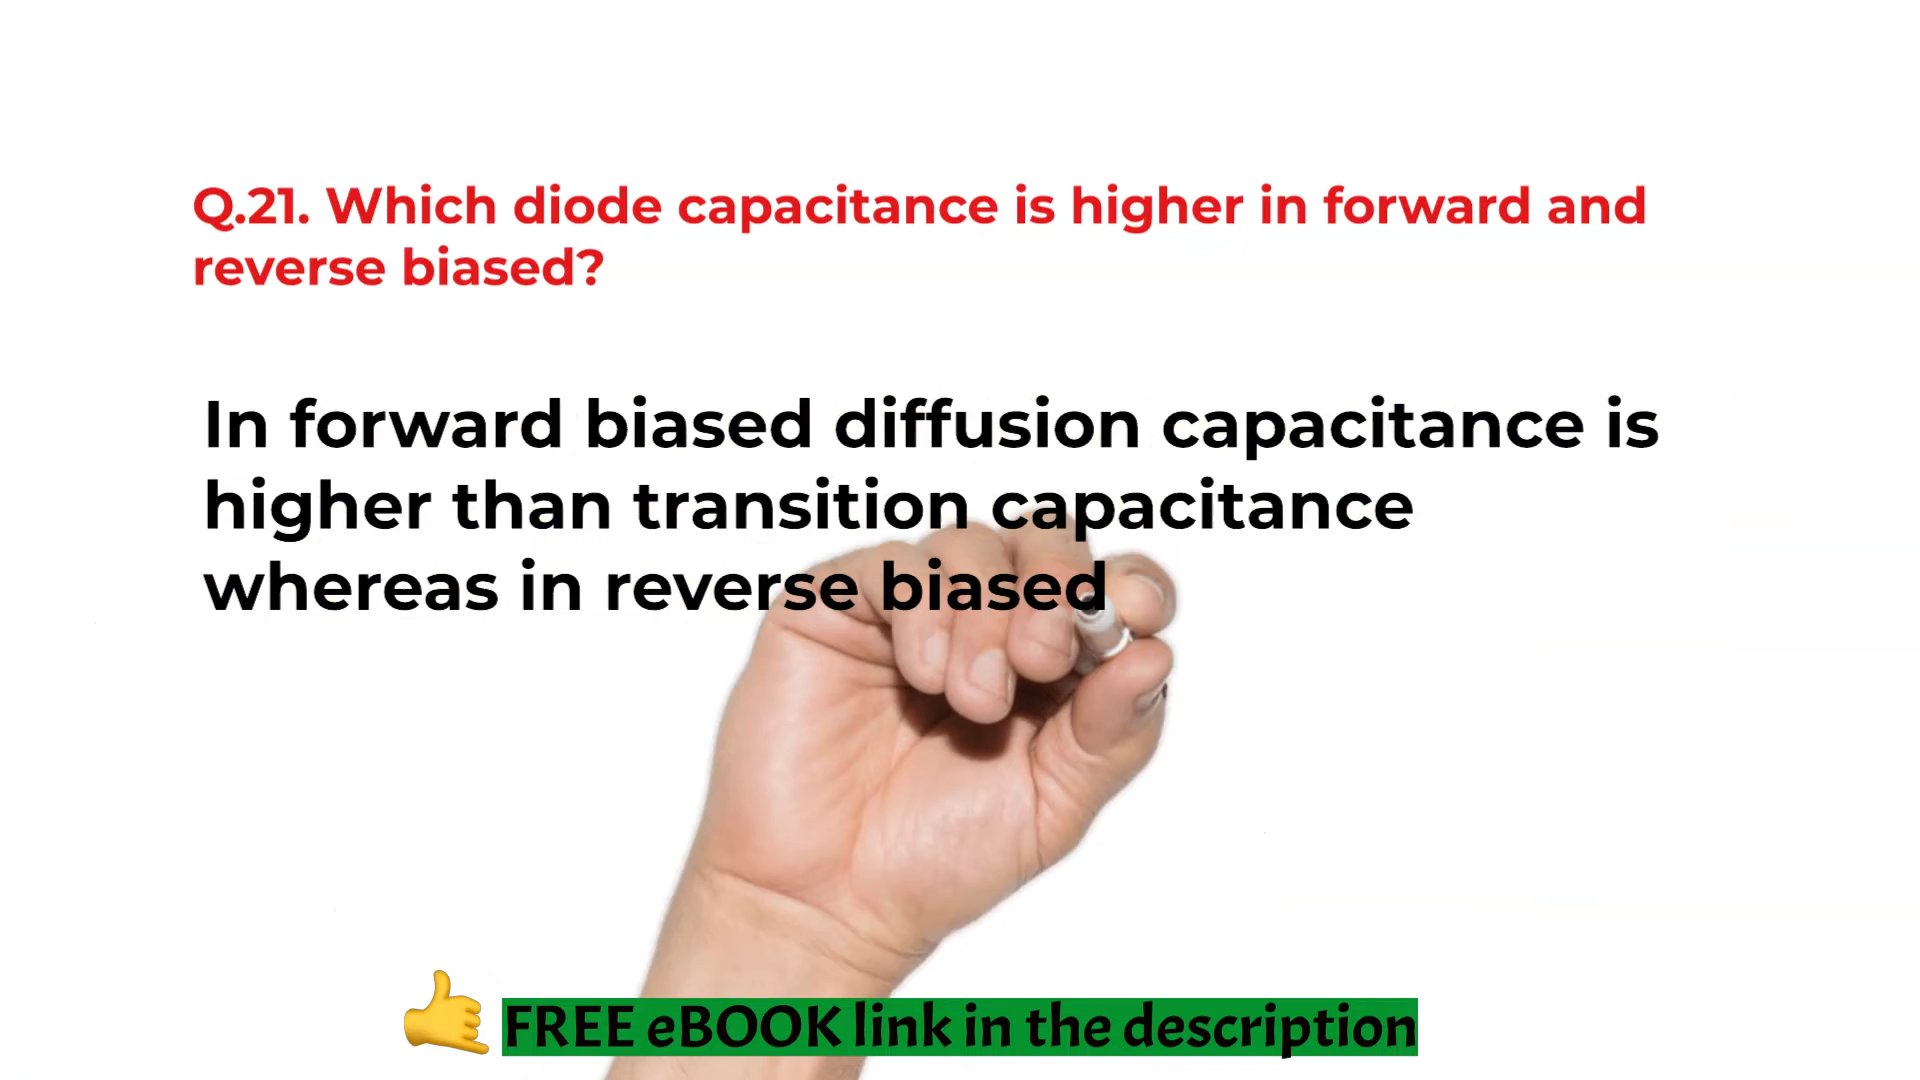 Q.21. Which diode capacitance is higher in forward and
reverse biased?
In forward biased diffusion capacitance is
higher than transition capacitance
whereas in reverse biased
FREE eBOOK link in the description